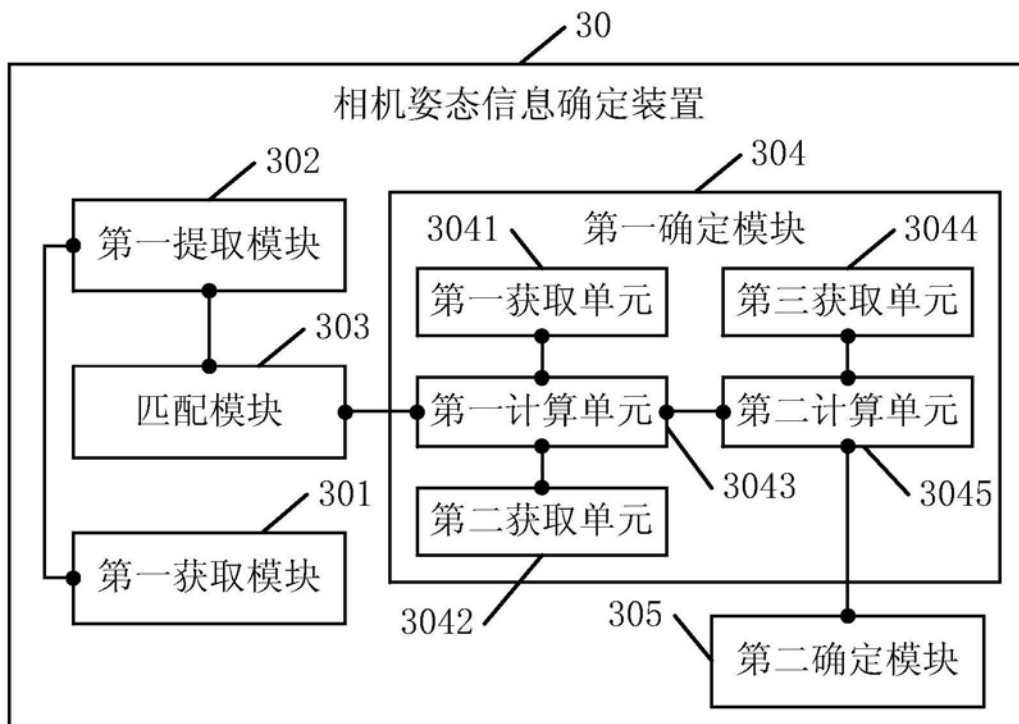 30
相机姿态信息确定装置
302
304
第一提取模块
第一确定模块
3041
3044
第一获取单元
第三获取单元
303
匹配模块
第一计算单元
第二计算单元
301
3043
3045
第二获取单元
第一获取模块
3042
305
第二确定模块